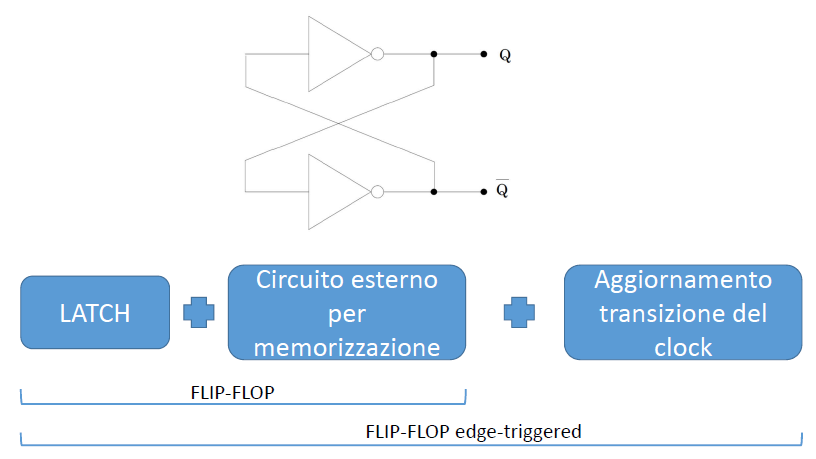 Q
Q̅
LATCH
Circuito esterno
per
memorizzazione
Aggiornamento
transizione del
clock
FLIP-FLOP
FLIP-FLOP edge-triggered